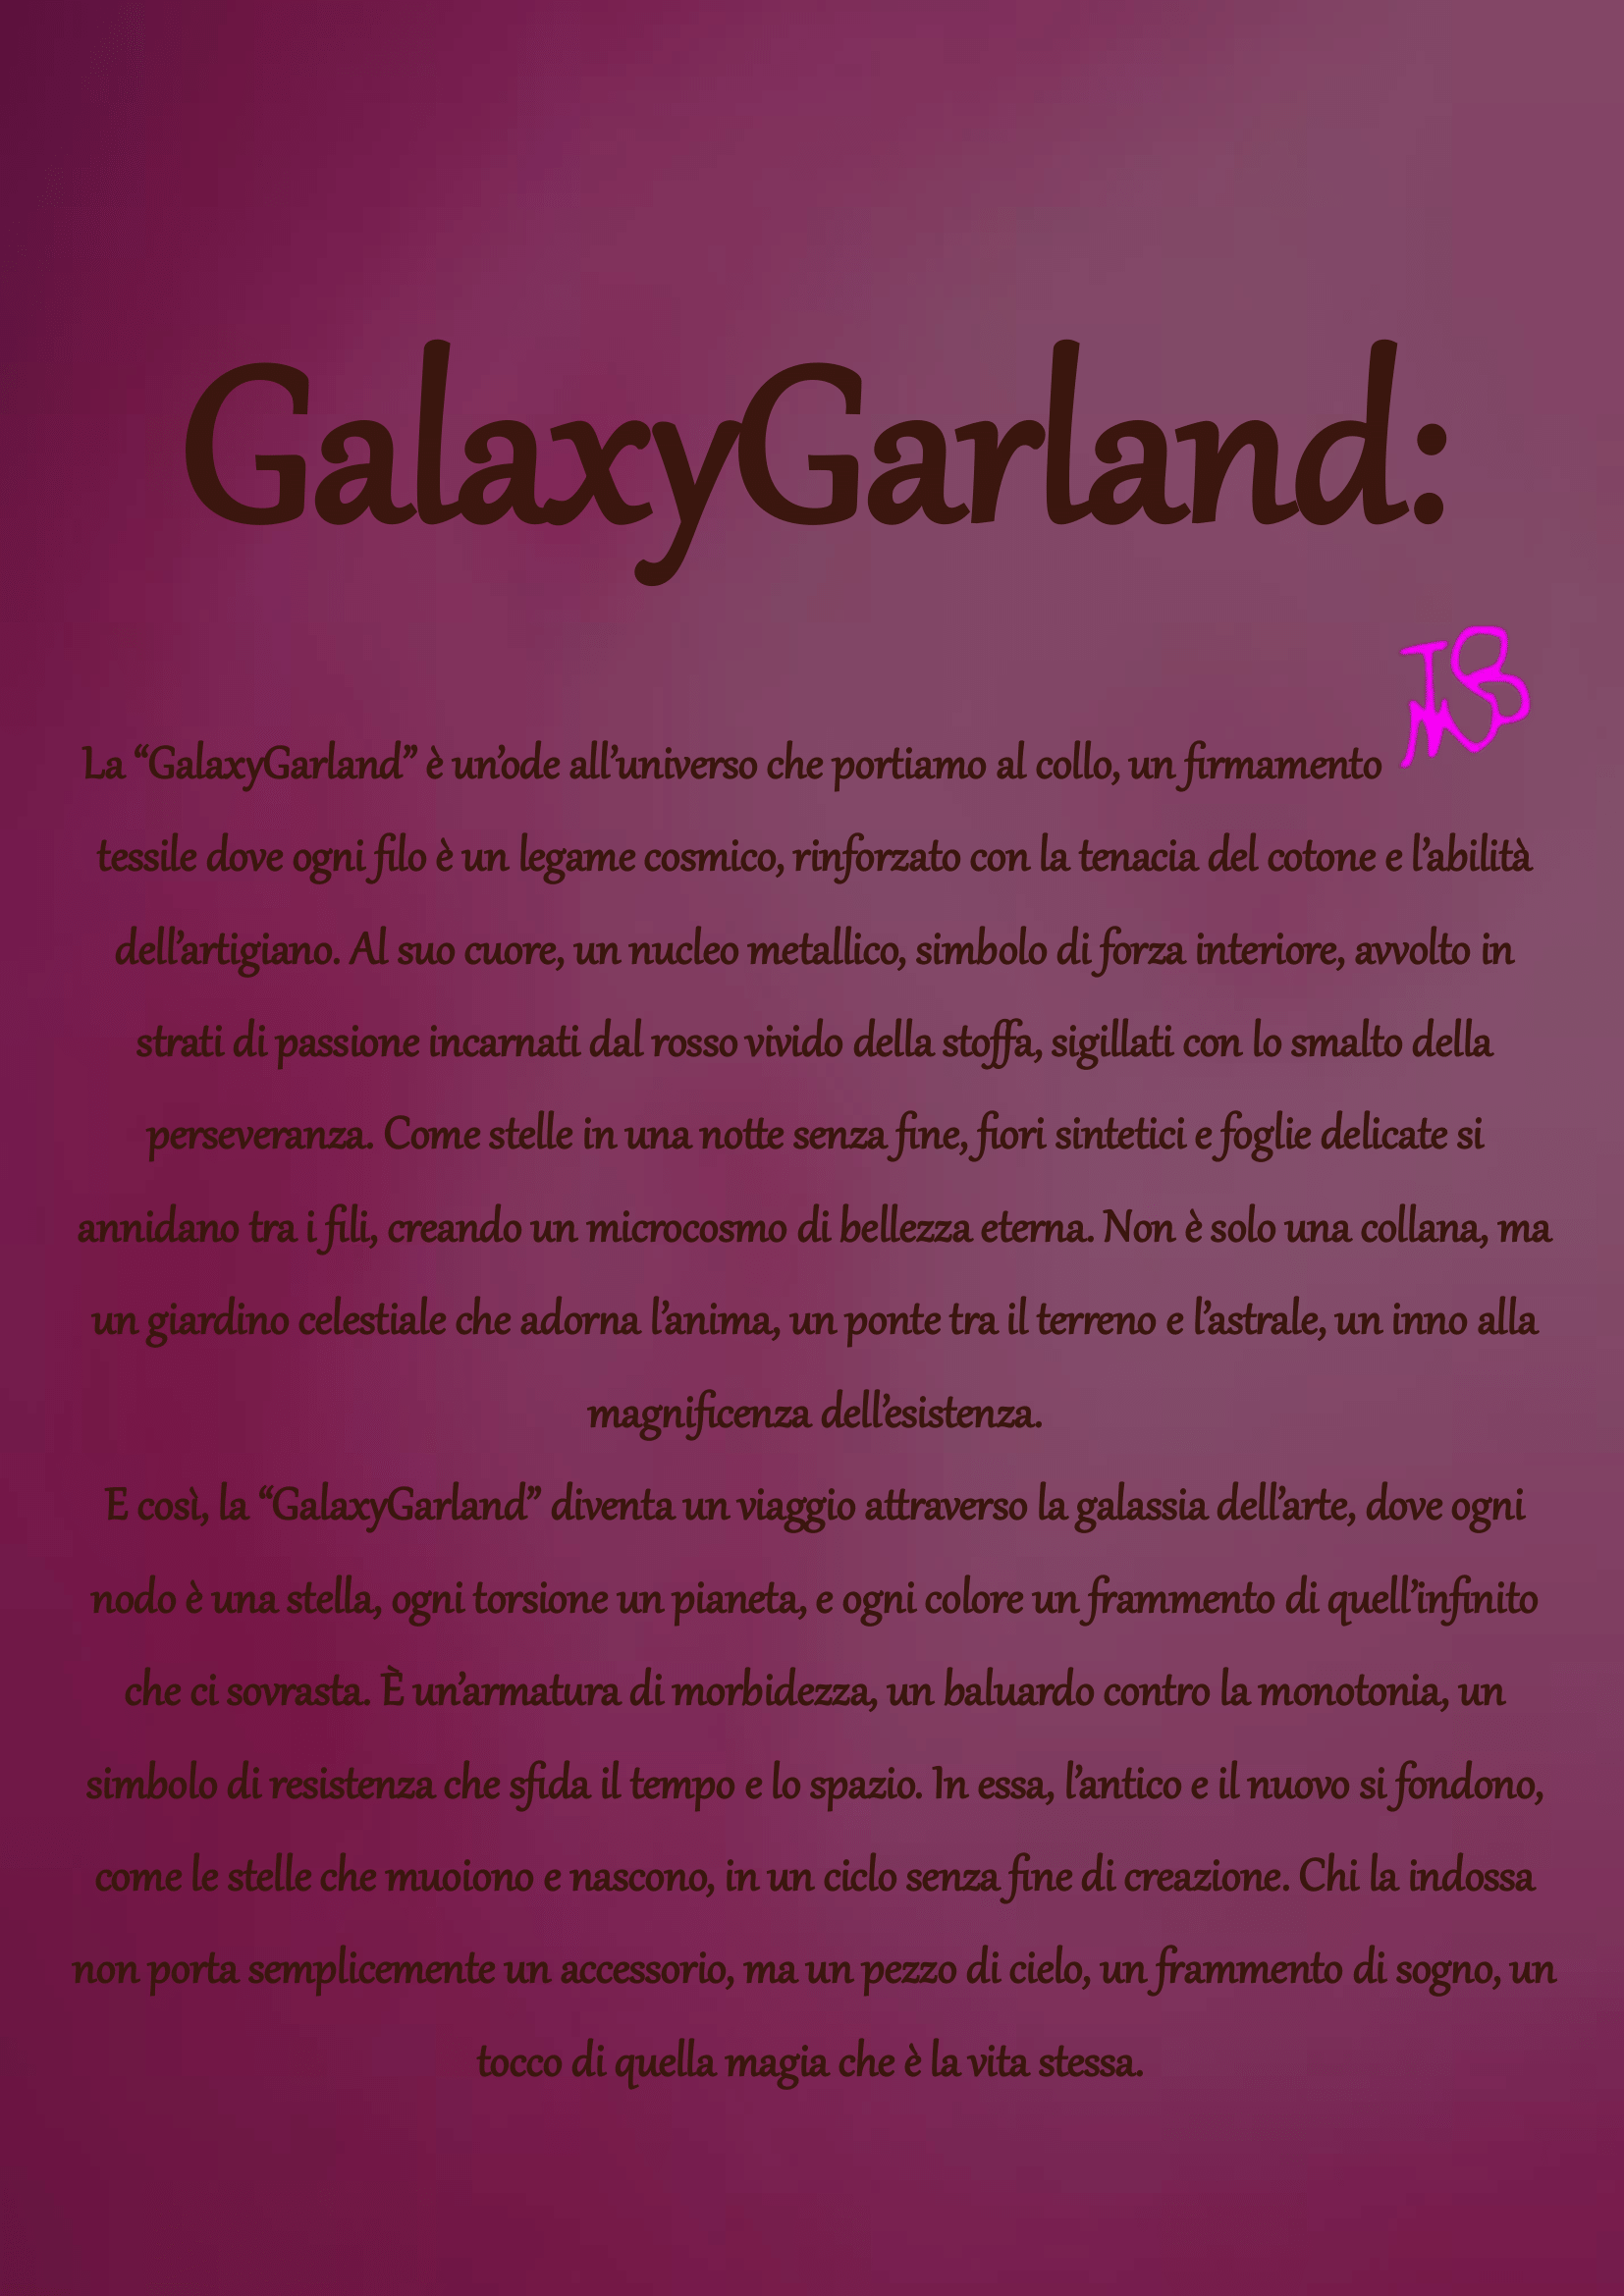 GalaxyGarland:
La “GalaxyGarland” è un’ode all’universo che portiamo al collo, un firmamento
tessile dove ogni filo è un legame cosmico, rinforzato con la tenacia del cotone e l’abilità
dell’artigiano. Al suo cuore, un nucleo metallico, simbolo di forza interiore, avvolto in
strati di passione incarnati dal rosso vivido della stoffa, sigillati con lo smalto della
perseveranza. Come stelle in una notte senza fine, fiori sintetici e foglie delicate si
annidano tra i fili, creando un microcosmo di bellezza eterna. Non è solo una collana, ma
un giardino celestiale che adorna l’anima, un ponte tra il terreno e l’astrale, un inno alla
magnificenza dell’esistenza.
E così, la “GalaxyGarland” diventa un viaggio attraverso la galassia dell’arte, dove ogni
nodo è una stella, ogni torsione un pianeta, e ogni colore un frammento di quell’infinito
che ci sovrasta. È un’armatura di morbidezza, un baluardo contro la monotonia, un
simbolo di resistenza che sfida il tempo e lo spazio. In essa, l’antico e il nuovo si fondono,
come le stelle che muoiono e nascono, in un ciclo senza fine di creazione. Chi la indossa
non porta semplicemente un accessorio, ma un pezzo di cielo, un frammento di sogno, un
tocco di quella magia che è la vita stessa.